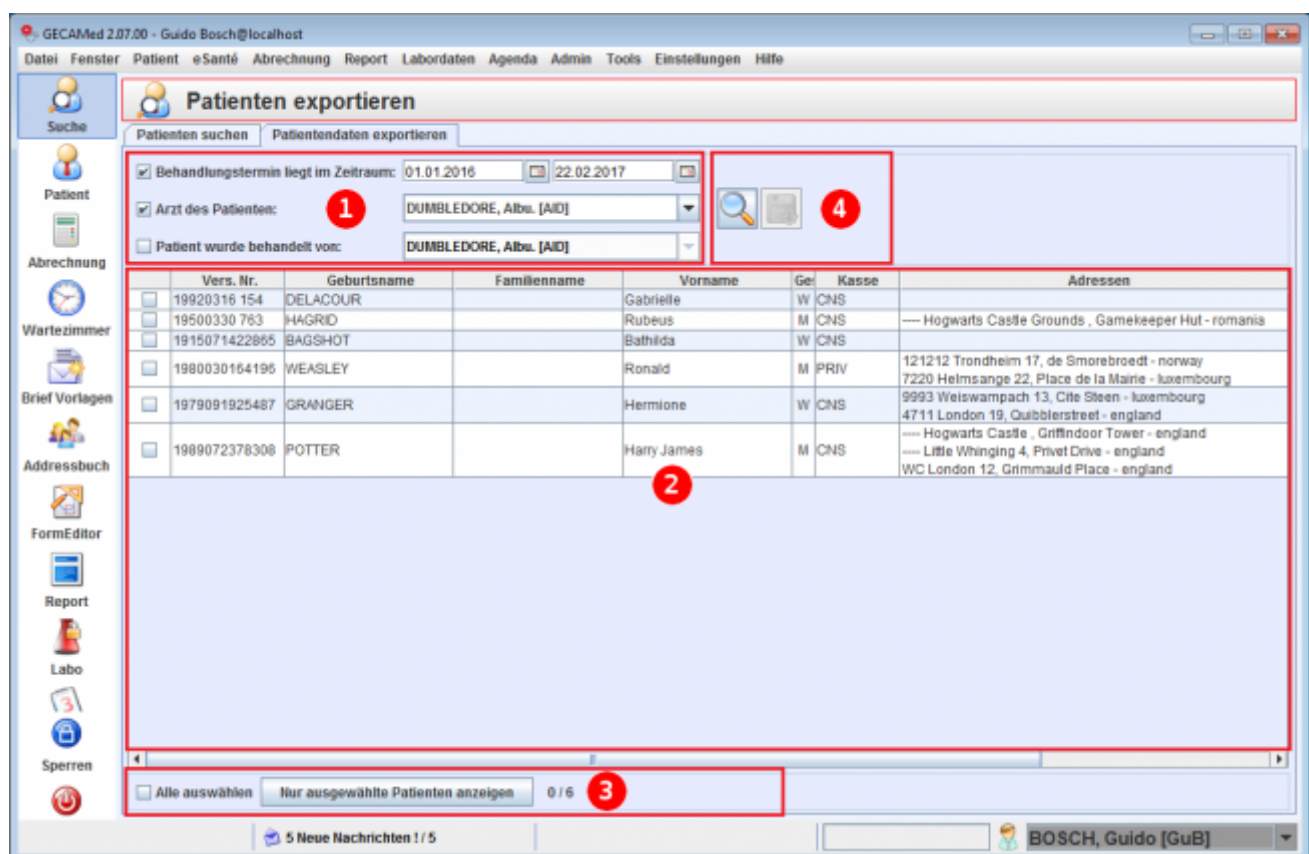 GECAMed 2.07.00 - Guido Bosch@localhost
Datei Fenster Patient eSanté Abrechnung Report Labordaten Agenda Admin Tools Einstellungen Hilfe
Suche
Patienten exportieren
Patienten suchen Patientendaten exportieren
Behandlungstermin liegt im Zeitraum: 01.01.2016 22.02.2017
Arzt des Patienten: 1 DUMBLEDORE, Albu. [AID] 4
Patient wurde behandelt von: DUMBLEDORE, Albu. [AID]
Patient
Abrechnung
Wartezimmer
Brief Vorlagen
Addressbuch
FormEditor
Report
Labo
3
Sperren
Vers. Nr. Geburtsname Familienname Vorname Ge Kasse Adressen
19920316 154 DELACOUR Gabrielle W CNS
19500330 763 HAGRID Rubeus M CNS ---- Hogwarts Castle Grounds , Gamekeeper Hut - romania
1915071422865 BAGSHOT Bathilda W CNS
1980030164196 WEASLEY Ronald M PRIV 121212 Trondheim 17, de Smorebroedt - norway
7220 Helmsange 22, Place de la Mairie - luxembourg
1979091925487 GRANGER Hermione W CNS 9993 Weiswampach 13, Cite Steen - luxembourg
4711 London 19, Quibblerstreet - england
1989072378308 POTTER Harry James M CNS ---- Hogwarts Castle , Griffindoor Tower - england
---- Little Whinging 4, Privet Drive - england
WC London 12, Grimmauld Place - england
2
Alle auswählen Nur ausgewählte Patienten anzeigen 0 / 6 3
5 Neue Nachrichten ! / 5 BOSCH, Guido [GuB]